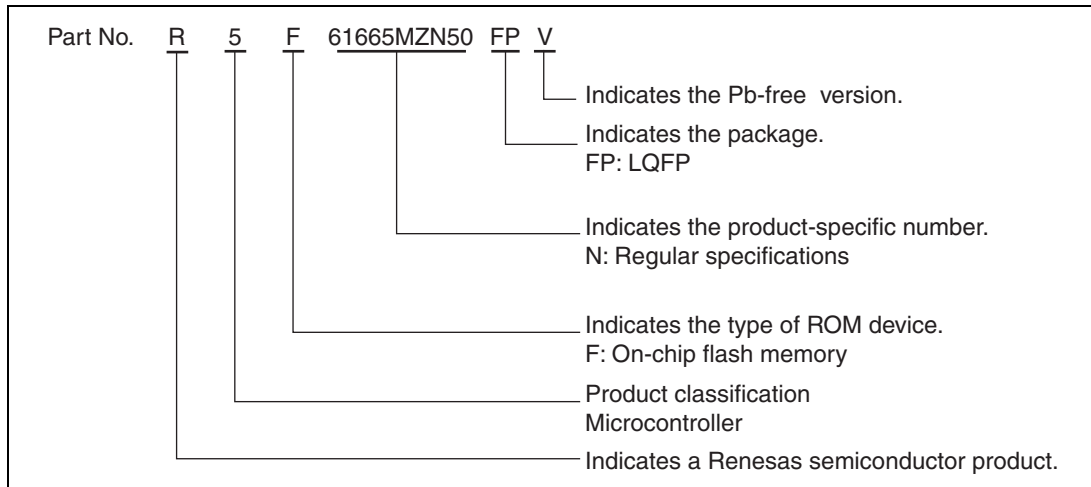 Part No. R 5 F 61665MZN50 FP V
Indicates the Pb-free version.
Indicates the package.
FP: LQFP
Indicates the product-specific number.
N: Regular specifications
Indicates the type of ROM device.
F: On-chip flash memory
Product classification
Microcontroller
Indicates a Renesas semiconductor product.